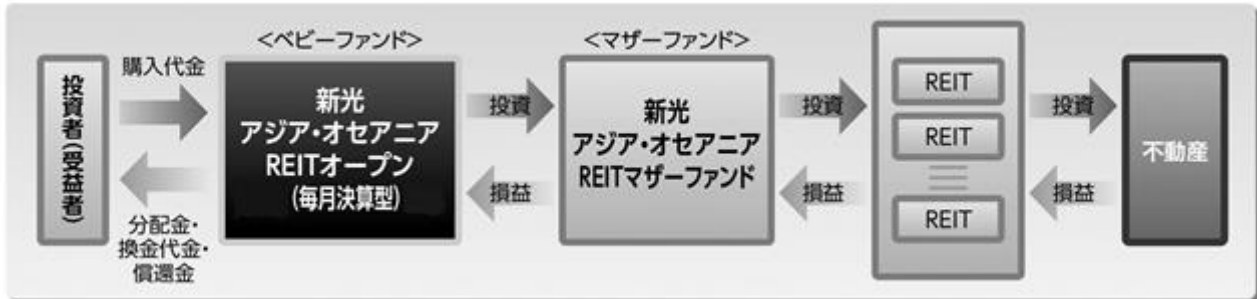 投資者(受益者)
購入代金
分配金・
換金代金・
償還金
<ベビーファンド>
新光
アジア・オセアニア
REITオープン
(毎月決算型)
投資
損益
<マザーファンド>
新光
アジア・オセアニア
REITマザーファンド
投資
損益
REIT
REIT
REIT
投資
損益
不動産